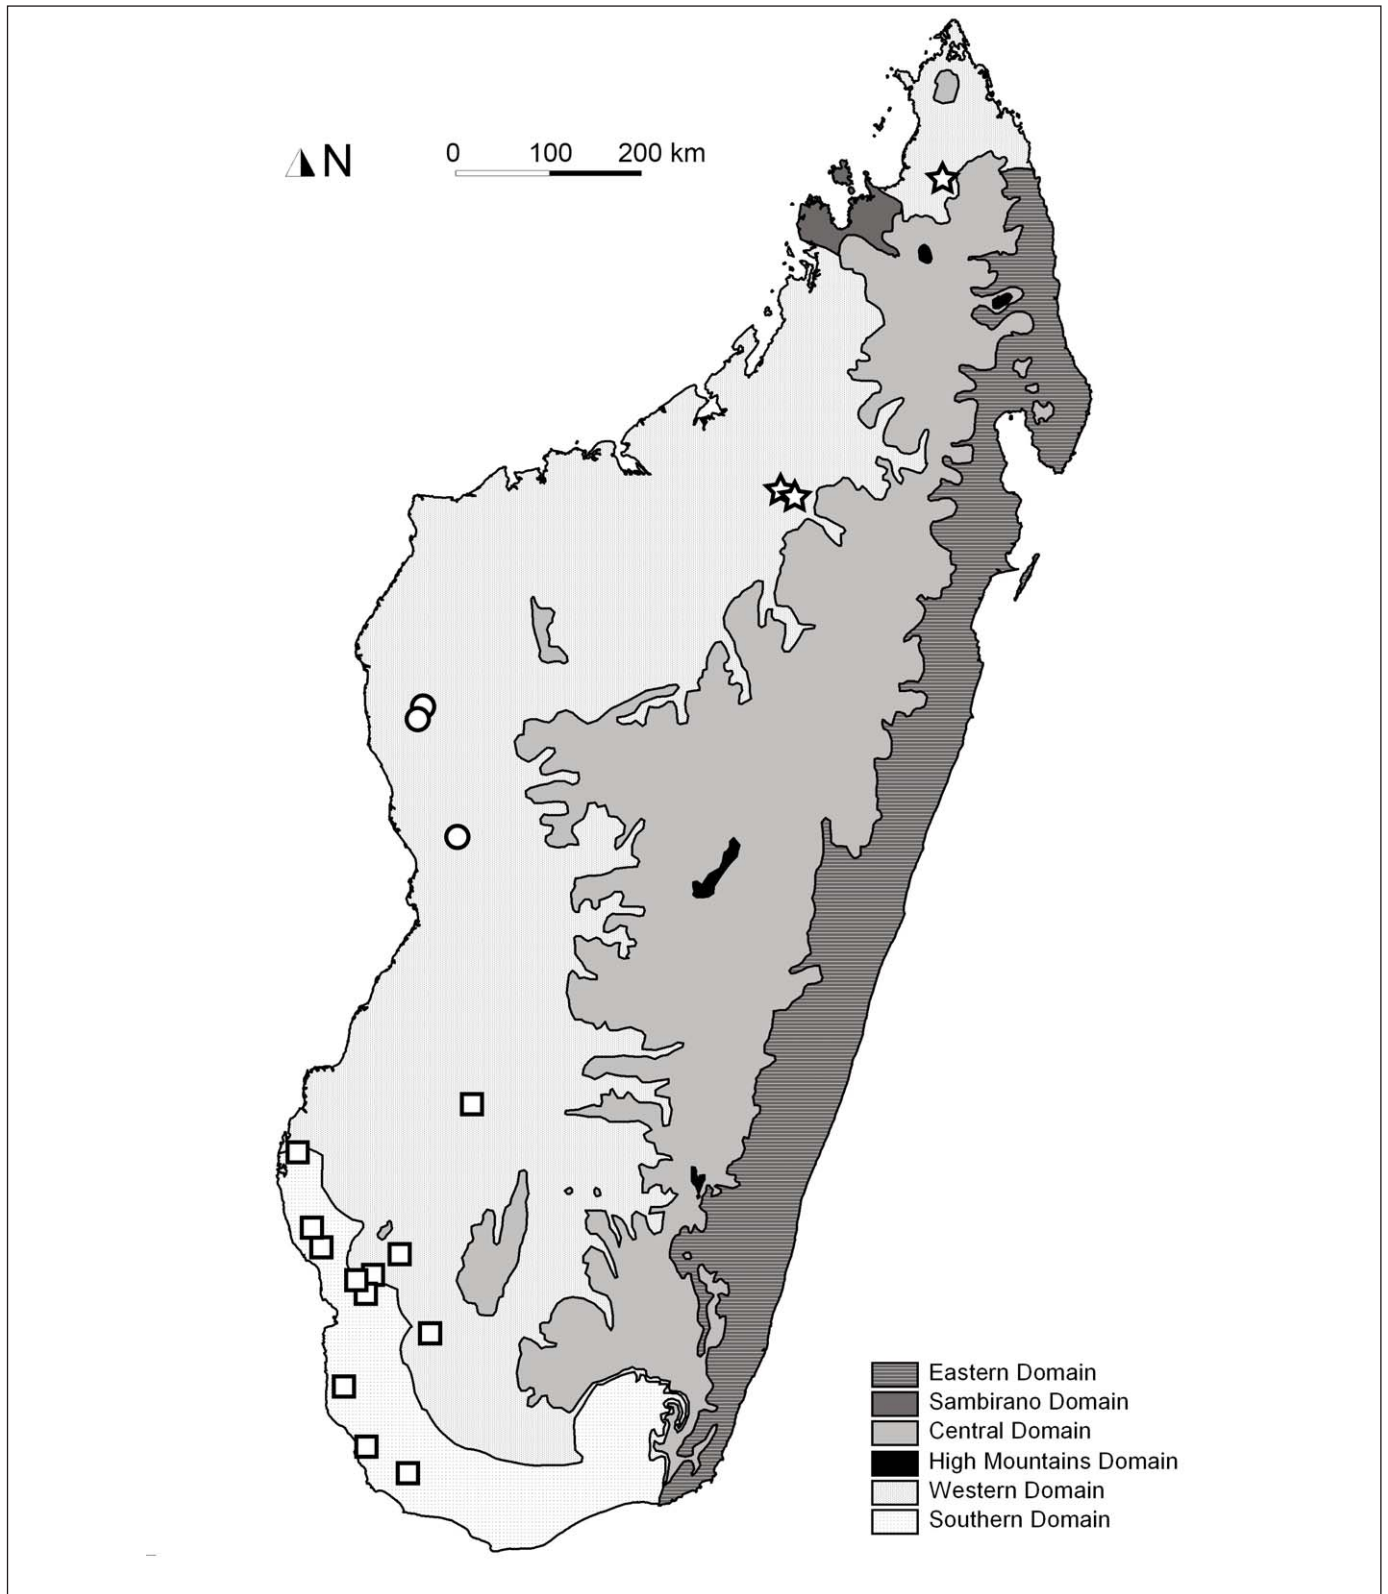 N
0 100 200 km
Eastern Domain
Sambirano Domain
Central Domain
High Mountains Domain
Western Domain
Southern Domain